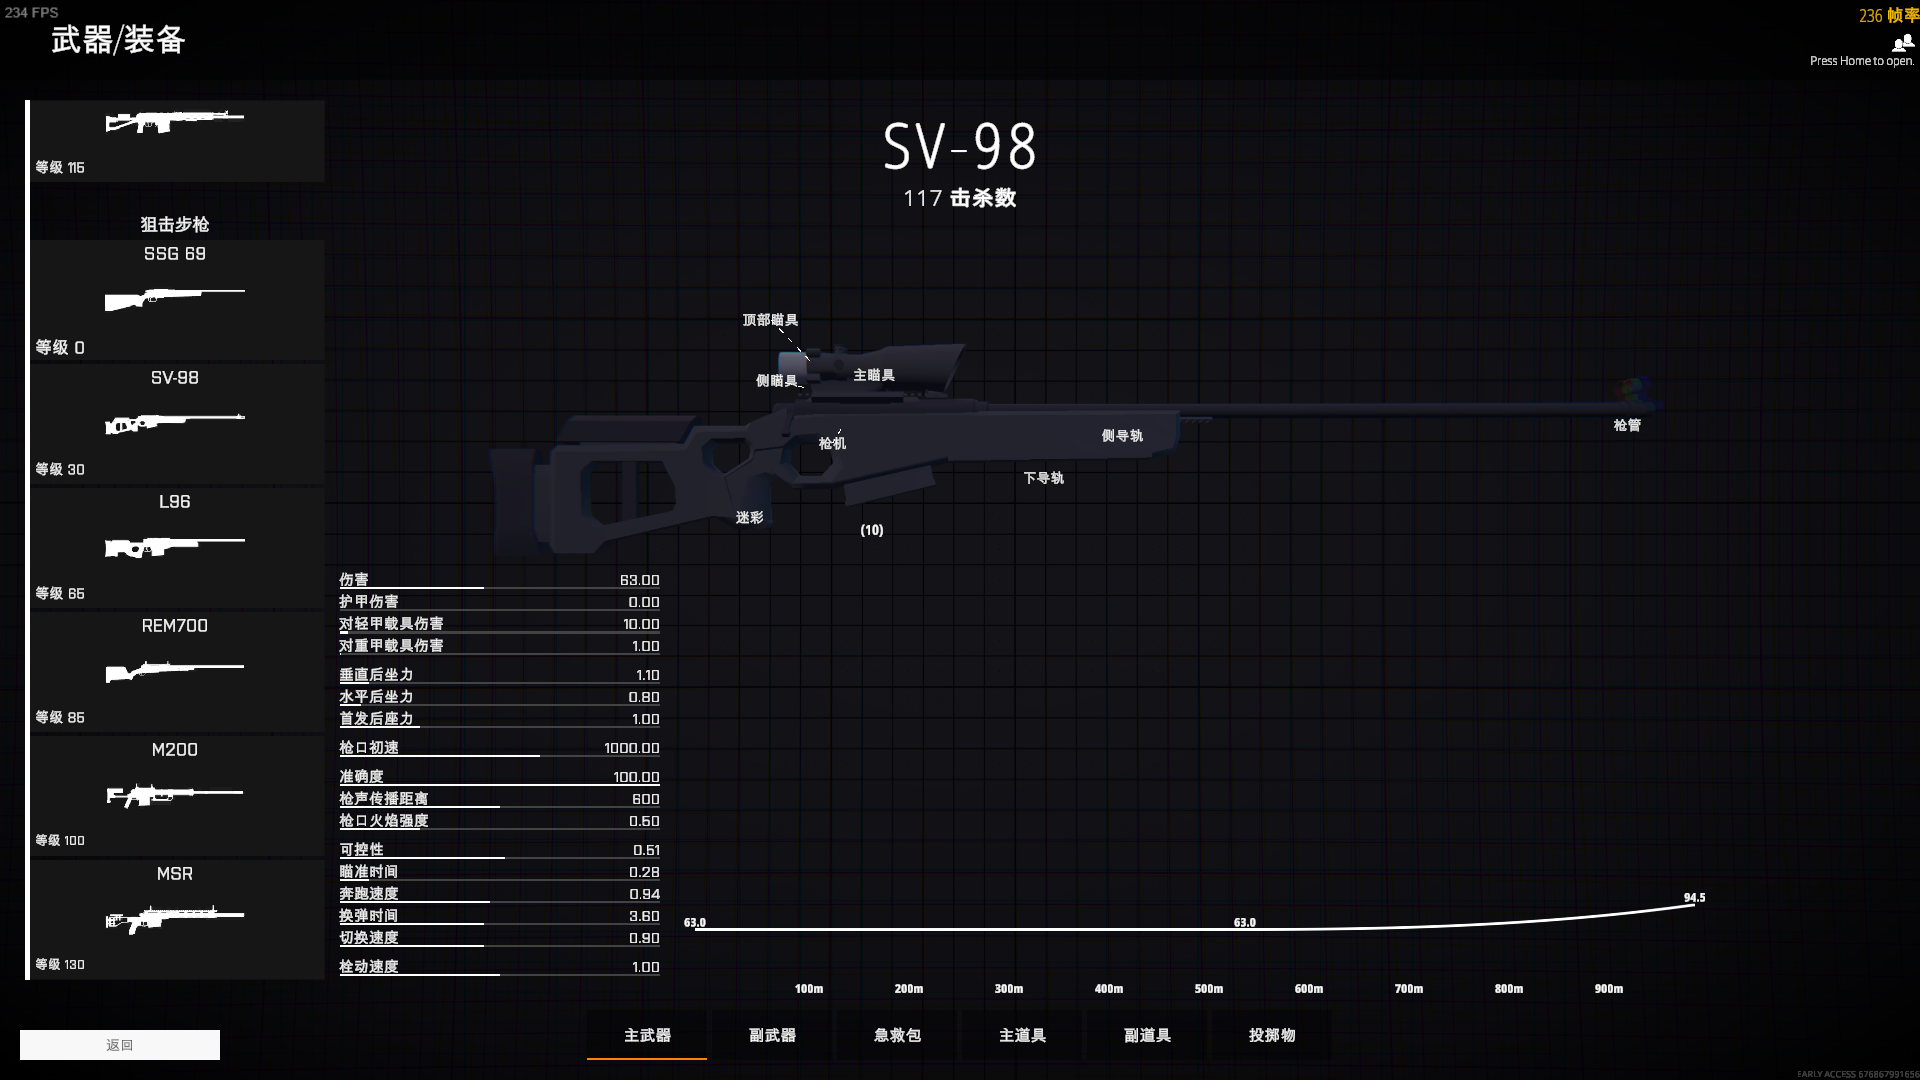 234 FPS
武器/装备
236 帧率
Press Home to open.
等级 115
狙击步枪
SSG 69
等级 0
SV-98
等级 30
L96
等级 65
REM700
等级 85
M200
等级 100
MSR
等级 130
返回
SV-98
117 击杀数
顶部瞄具
侧瞄具
主瞄具
枪机
侧导轨
枪管
下导轨
迷彩
(10)
伤害 63.00
护甲伤害 0.00
对轻甲载具伤害 10.00
对重甲载具伤害 1.00
垂直后坐力 1.10
水平后坐力 0.80
首发后座力 1.00
枪口初速 1000.00
准确度 100.00
枪声传播距离 600
枪口火焰强度 0.50
可控性 0.51
瞄准时间 0.28
奔跑速度 0.94
换弹时间 3.60
切换速度 0.90
栓动速度 1.00
63.0
63.0
94.5
100m 200m 300m 400m 500m 600m 700m 800m 900m
主武器 副武器 急救包 主道具 副道具 投掷物
EARLY ACCESS 676867991656